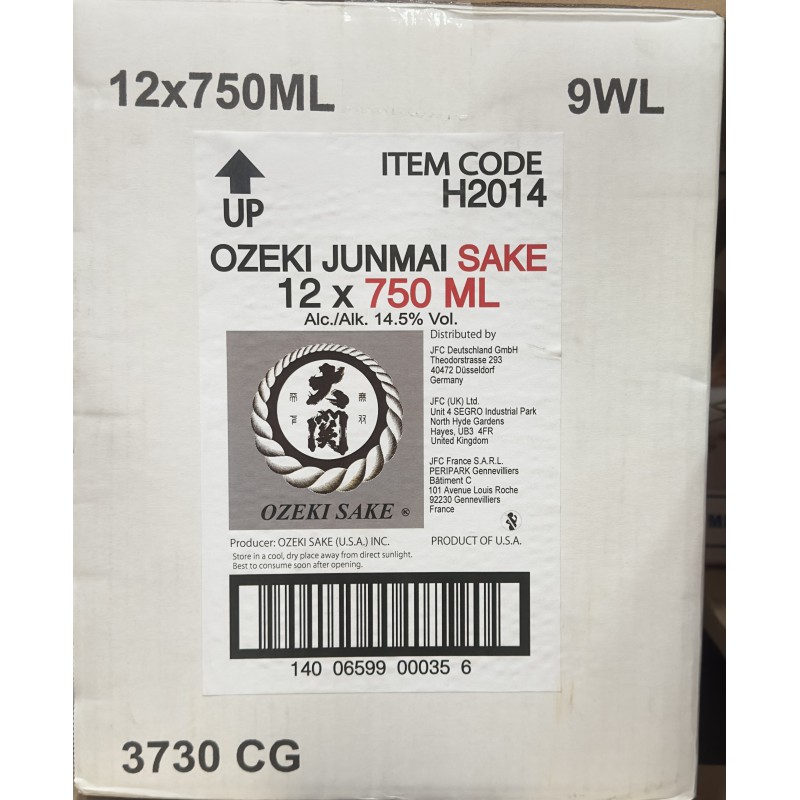 12x750ML
9WL
UP
ITEM CODE
H2014
OZEKI JUNMAI SAKE
12 x 750 ML
Alc./Alk. 14.5% Vol.
大関
OZEKI SAKE ®
Distributed by
JFC Deutschland GmbH
Theodorstrasse 293
40472 Düsseldorf
Germany
JFC (UK) Ltd.
Unit 4 SEGRO Industrial Park
North Hyde Gardens
Hayes, UB3 4FR
United Kingdom
JFC France S.A.R.L.
PERIPARK Gennevilliers
Bâtiment C
101 Avenue Louis Roche
92230 Gennevilliers
France
Producer: OZEKI SAKE (U.S.A.) INC.
PRODUCT OF U.S.A.
Store in a cool, dry place away from direct sunlight.
Best to consume soon after opening.
140 06599 00035 6
3730 CG